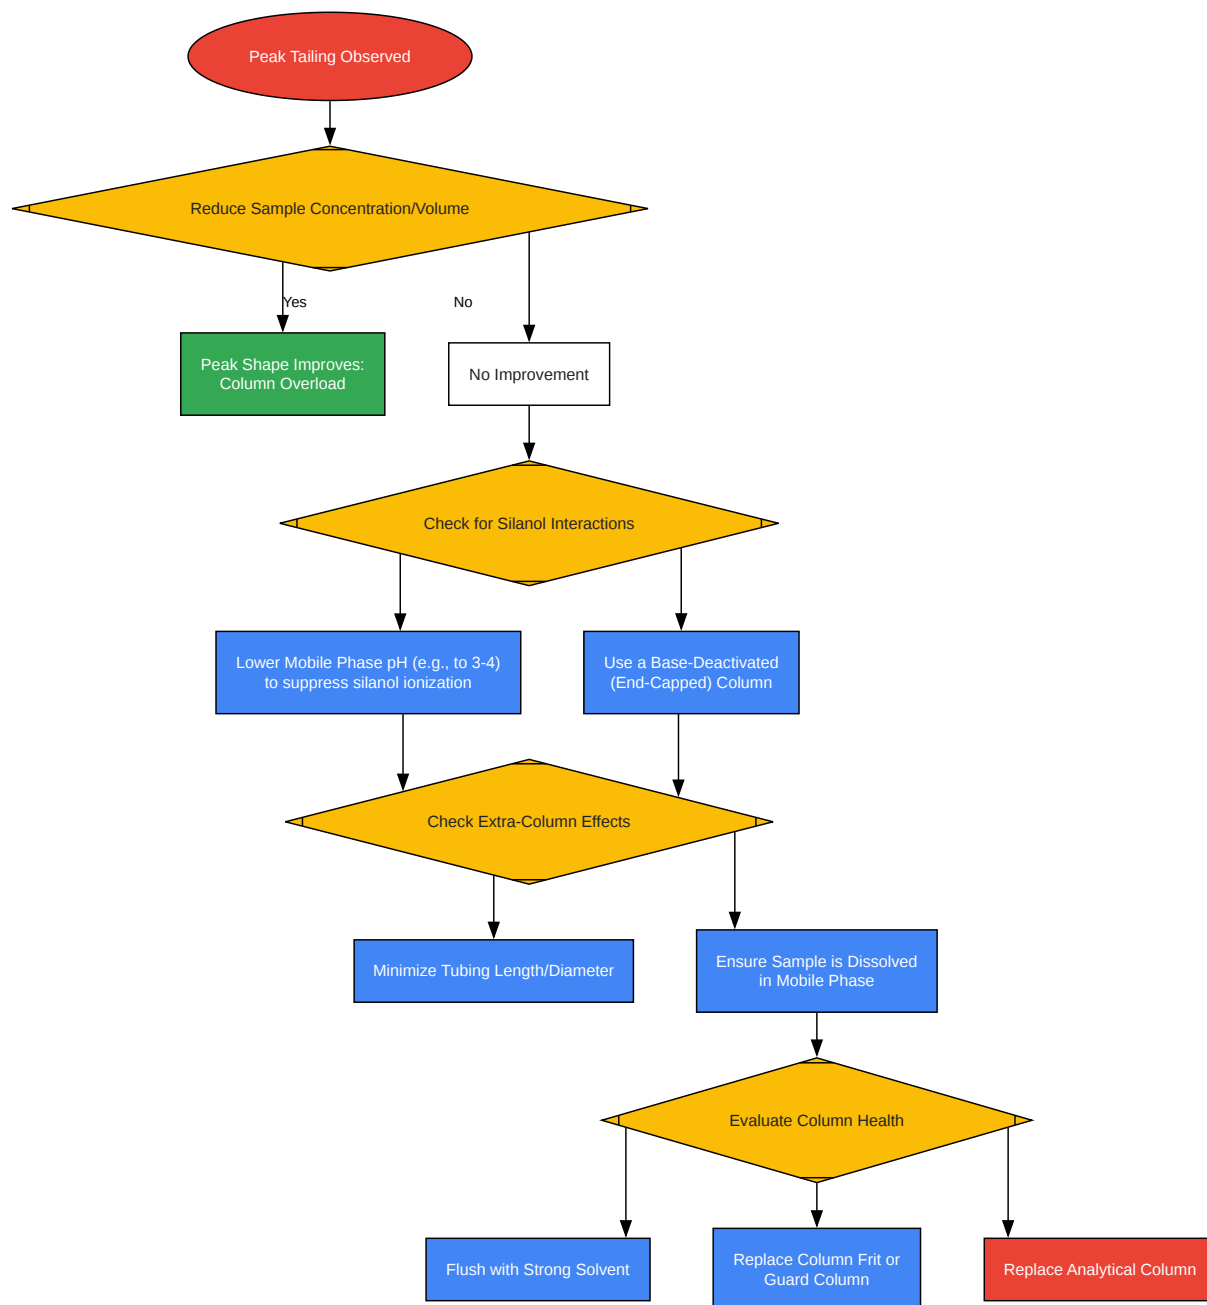 Peak Tailing Observed
Reduce Sample Concentration/Volume
Yes
No
Peak Shape Improves:
Column Overload
No Improvement
Check for Silanol Interactions
Lower Mobile Phase pH (e.g., to 3-4)
to suppress silanol ionization
Use a Base-Deactivated
(End-Capped) Column
Check Extra-Column Effects
Minimize Tubing Length/Diameter
Ensure Sample is Dissolved
in Mobile Phase
Evaluate Column Health
Flush with Strong Solvent
Replace Column Frit or
Guard Column
Replace Analytical Column